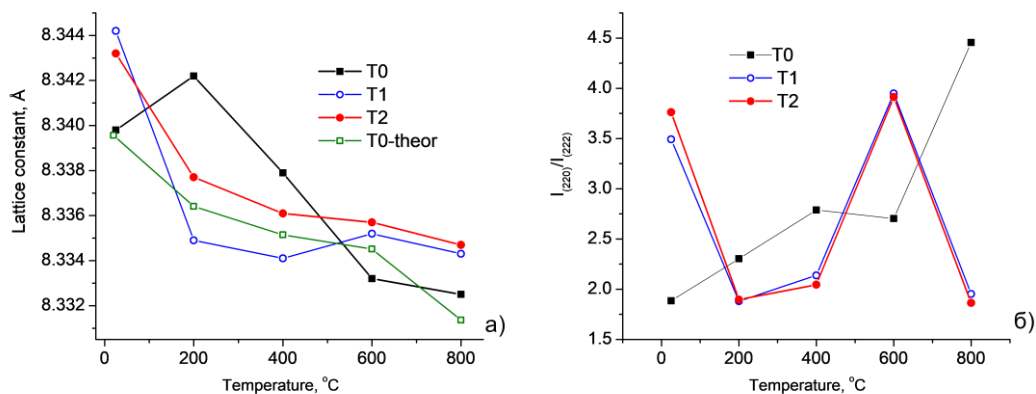 8.344
8.342
8.340
8.338
8.336
8.334
8.332
Lattice constant, Å
0
200
400
600
800
Temperature, °C
T0
T1
T2
T0-theor
а)
4.5
4.0
3.5
3.0
2.5
2.0
1.5
I(220)/I(222)
0
200
400
600
800
Temperature, °C
T0
T1
T2
б)